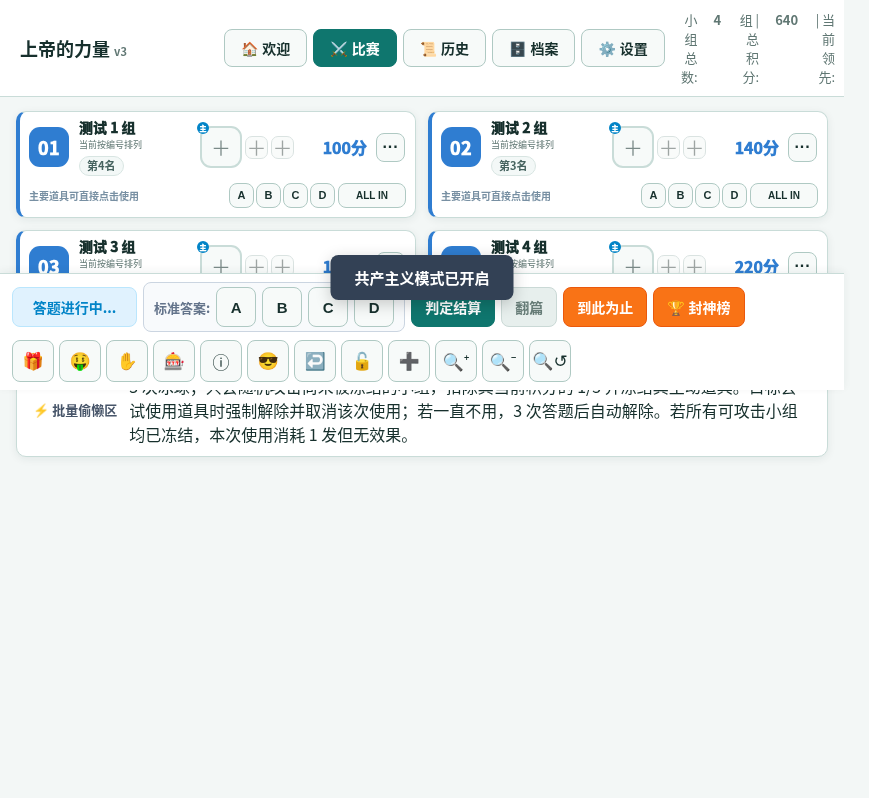 上帝的力量 v3
🏠 欢迎
⚔️ 比赛
📜 历史
🗄️ 档案
⚙️ 设置
小组总数: 4 组 | 总积分: 640 | 当前领先:
01
测试 1 组
当前按编号排列
第4名
主
100分
...
主要道具可直接点击使用
A B C D ALL IN
02
测试 2 组
当前按编号排列
第3名
主
140分
...
主要道具可直接点击使用
A B C D ALL IN
03
测试 3 组
当前按编号排列
主
测试 4 组
当前按编号排列
主
220分
共产主义模式已开启
答题进行中...
标准答案: A B C D
判定结算
翻篇
到此为止
🏆 封神榜
⚡ 批量偷懒区
试使用道具时强制解除并取消该次使用；若一直不用，3 次答题后自动解除。若所有可攻击小组
均已冻结，本次使用消耗 1 发但无效果。